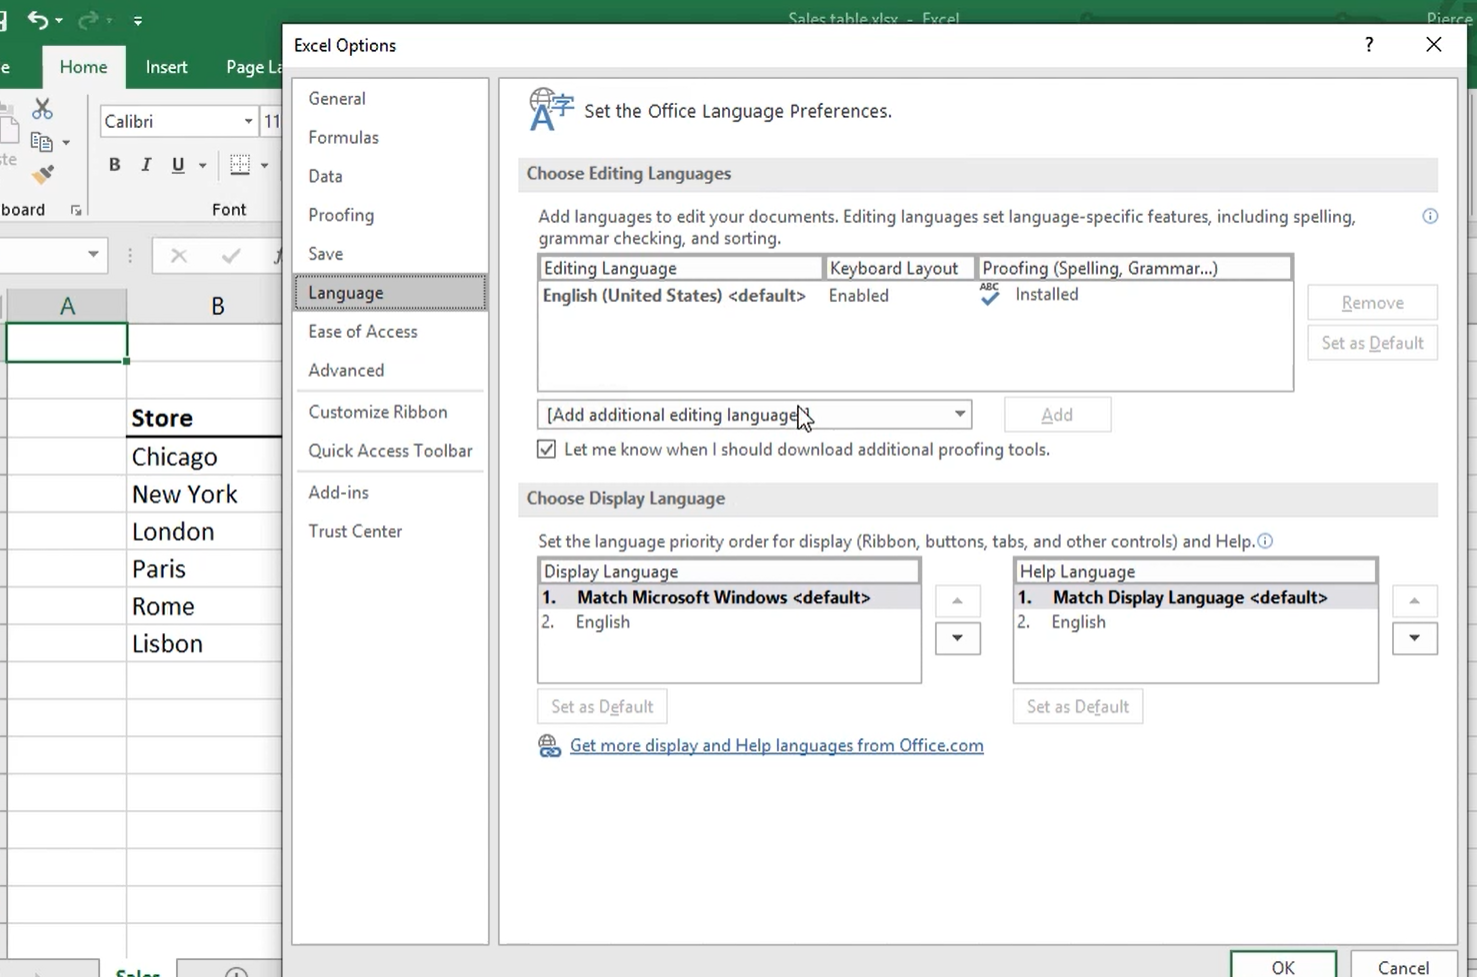 Sales table.xlsx - Excel
Pierce
Home Insert Page La
Calibri 11
B I U
Font
Excel Options
?
General
Formulas
Data
Proofing
Save
Language
Ease of Access
Advanced
Customize Ribbon
Quick Access Toolbar
Add-ins
Trust Center
A字 Set the Office Language Preferences.
Choose Editing Languages
Add languages to edit your documents. Editing languages set language-specific features, including spelling,
grammar checking, and sorting.
Editing Language Keyboard Layout Proofing (Spelling, Grammar...)
English (United States) <default> Enabled ABC Installed
Remove
Set as Default
[Add additional editing language Add
Let me know when I should download additional proofing tools.
Choose Display Language
Set the language priority order for display (Ribbon, buttons, tabs, and other controls) and Help.
Display Language
1. Match Microsoft Windows <default>
2. English
Set as Default
Help Language
1. Match Display Language <default>
2. English
Set as Default
Get more display and Help languages from Office.com
OK Cancel
A B
Store
Chicago
New York
London
Paris
Rome
Lisbon
Sales